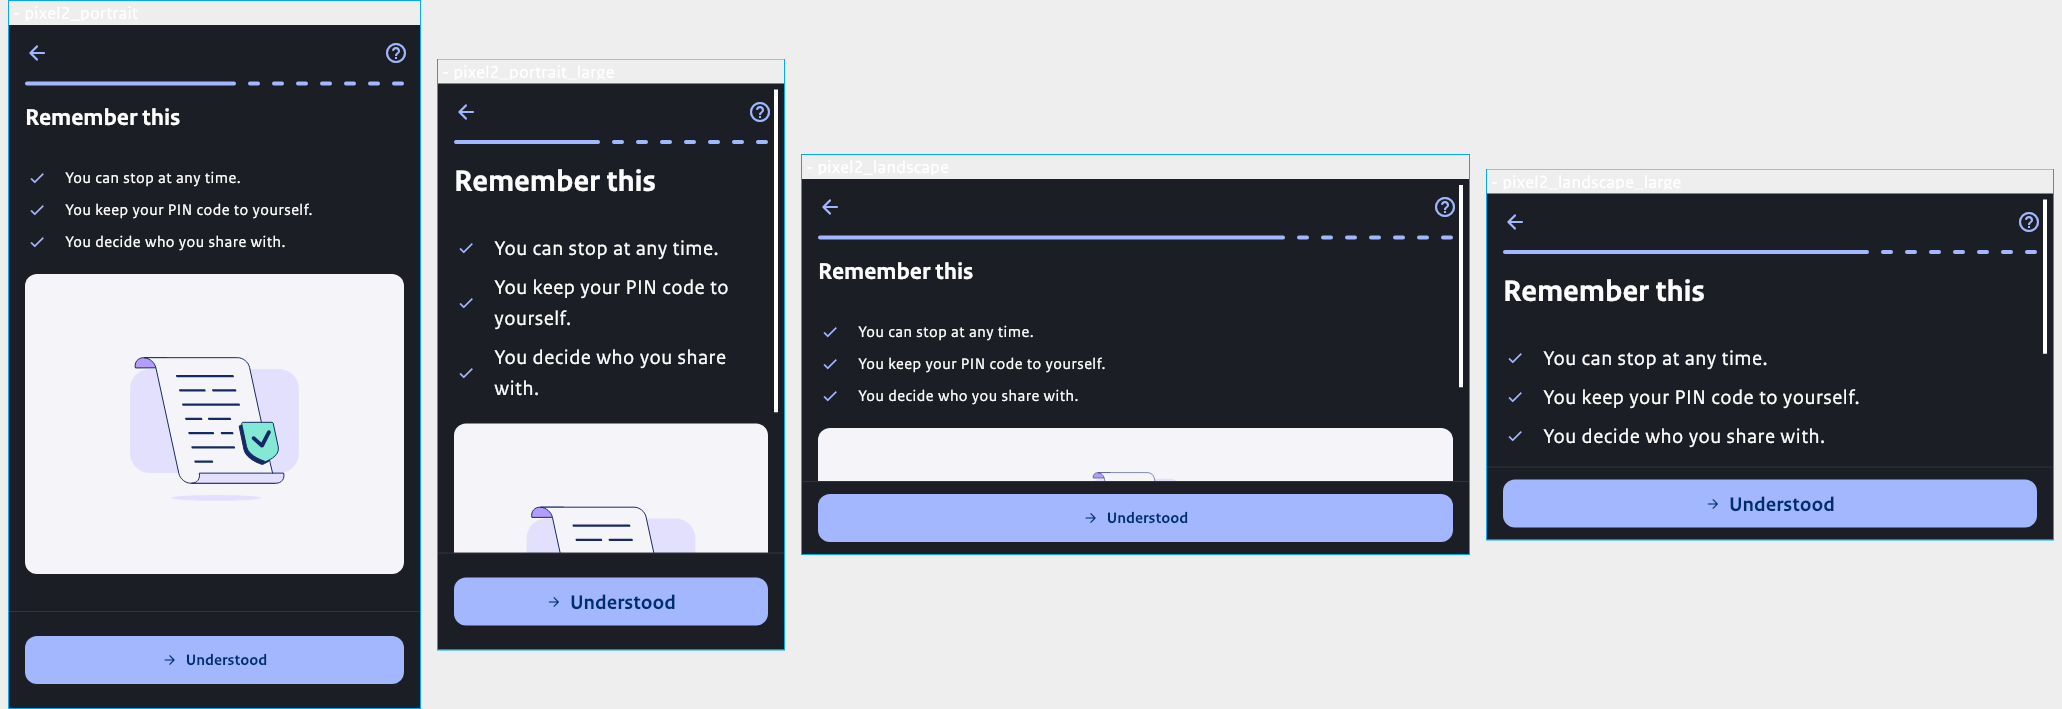 - pixel2_portrait
Remember this
You can stop at any time.
You keep your PIN code to yourself.
You decide who you share with.
Understood
- pixel2_portrait_large
Remember this
You can stop at any time.
You keep your PIN code to
yourself.
You decide who you share
with.
Understood
- pixel2_landscape
Remember this
You can stop at any time.
You keep your PIN code to yourself.
You decide who you share with.
Understood
- pixel2_landscape_large
Remember this
You can stop at any time.
You keep your PIN code to yourself.
You decide who you share with.
Understood